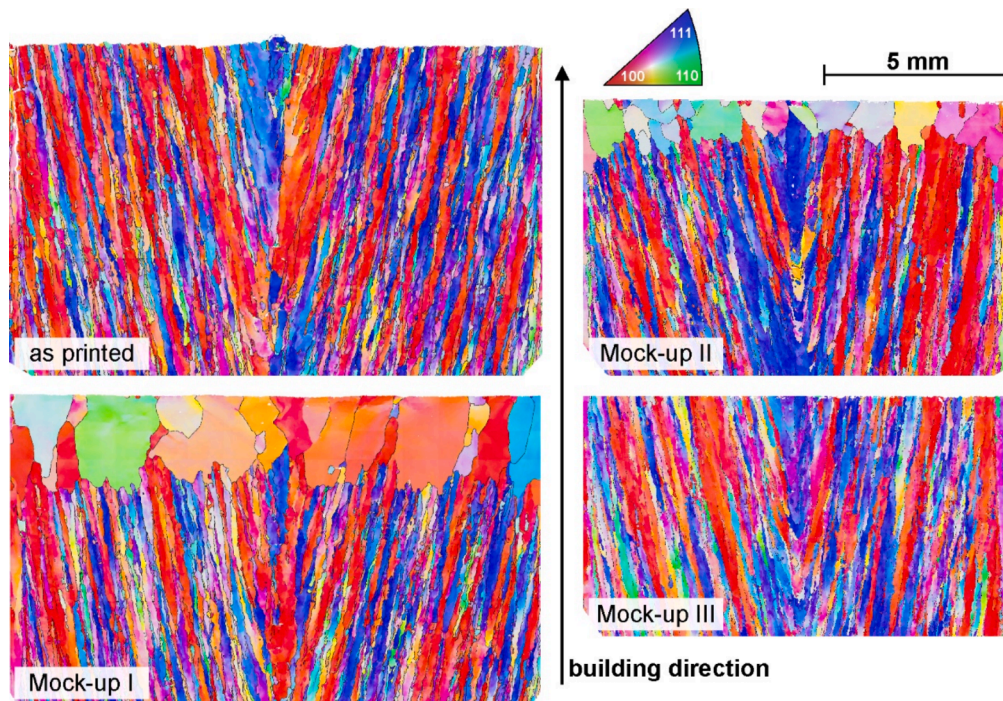 111
100
110
5 mm
as printed
Mock-up II
Mock-up I
Mock-up III
building direction